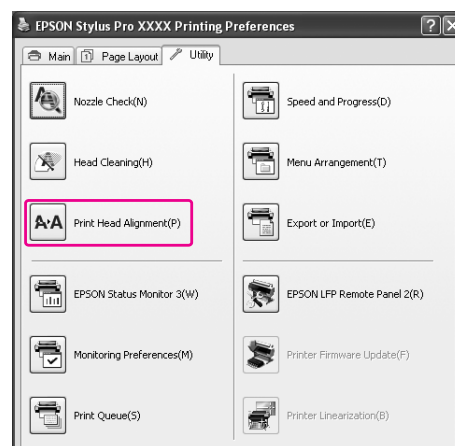 EPSON Stylus Pro XXXX Printing Preferences
Main
Page Layout
Utility
Nozzle Check(N)
Speed and Progress(D)
Head Cleaning(H)
Menu Arrangement(T)
Print Head Alignment(P)
Export or Import(E)
EPSON Status Monitor 3(W)
EPSON LFP Remote Panel 2(R)
Monitoring Preferences(M)
Printer Firmware Update(F)
Print Queue(S)
Printer Linearization(B)